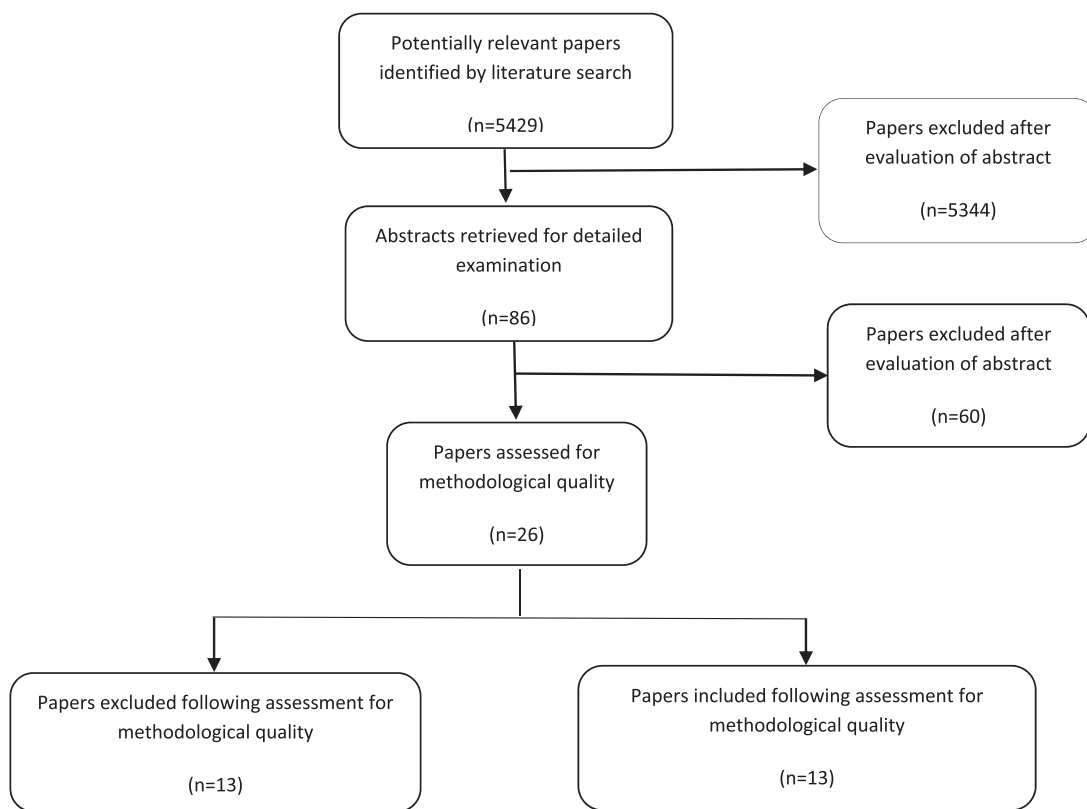 Potentially relevant papers
identified by literature search
(n=5429)
Papers excluded after
evaluation of abstract
(n=5344)
Abstracts retrieved for detailed
examination
(n=86)
Papers excluded after
evaluation of abstract
(n=60)
Papers assessed for
methodological quality
(n=26)
Papers excluded following assessment for
methodological quality
(n=13)
Papers included following assessment for
methodological quality
(n=13)